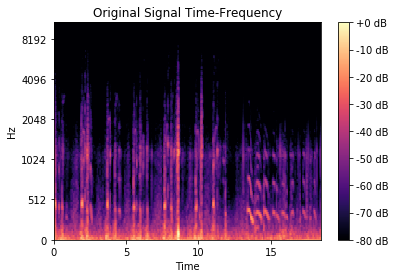 Original Signal Time-Frequency
Hz
8192
4096
2048
1024
512
0
0 5 10 15
Time
+0 dB
-10 dB
-20 dB
-30 dB
-40 dB
-50 dB
-60 dB
-70 dB
-80 dB